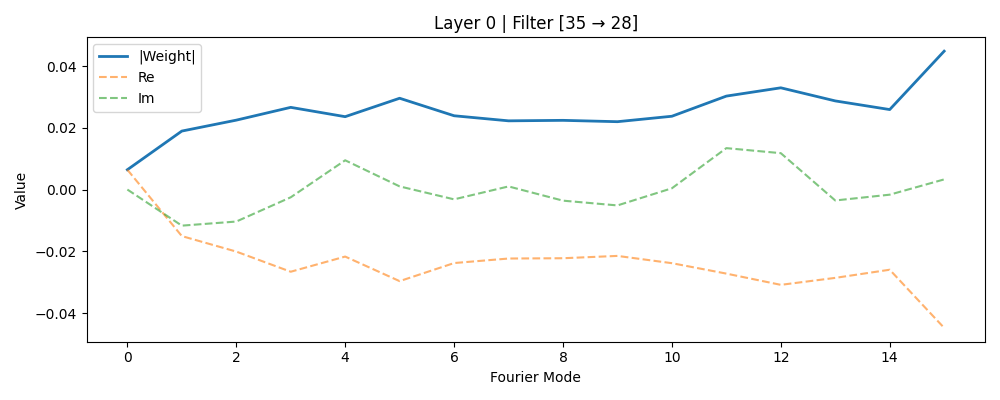 Layer 0 | Filter [35 → 28]
|Weight|
Re
Im
0.04
0.02
0.00
−0.02
−0.04
Value
0 2 4 6 8 10 12 14
Fourier Mode